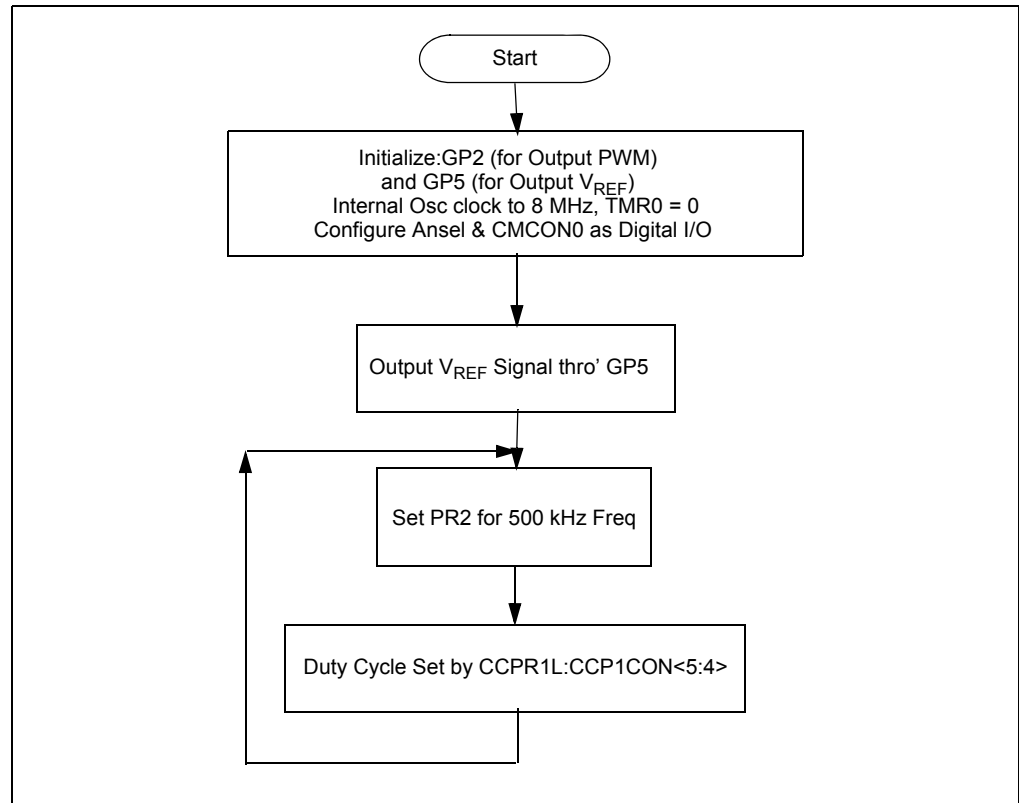 Start
Initialize:GP2 (for Output PWM)
and GP5 (for Output VREF)
Internal Osc clock to 8 MHz, TMR0 = 0
Configure Ansel & CMCON0 as Digital I/O
Output VREF Signal thro' GP5
Set PR2 for 500 kHz Freq
Duty Cycle Set by CCPR1L:CCP1CON<5:4>